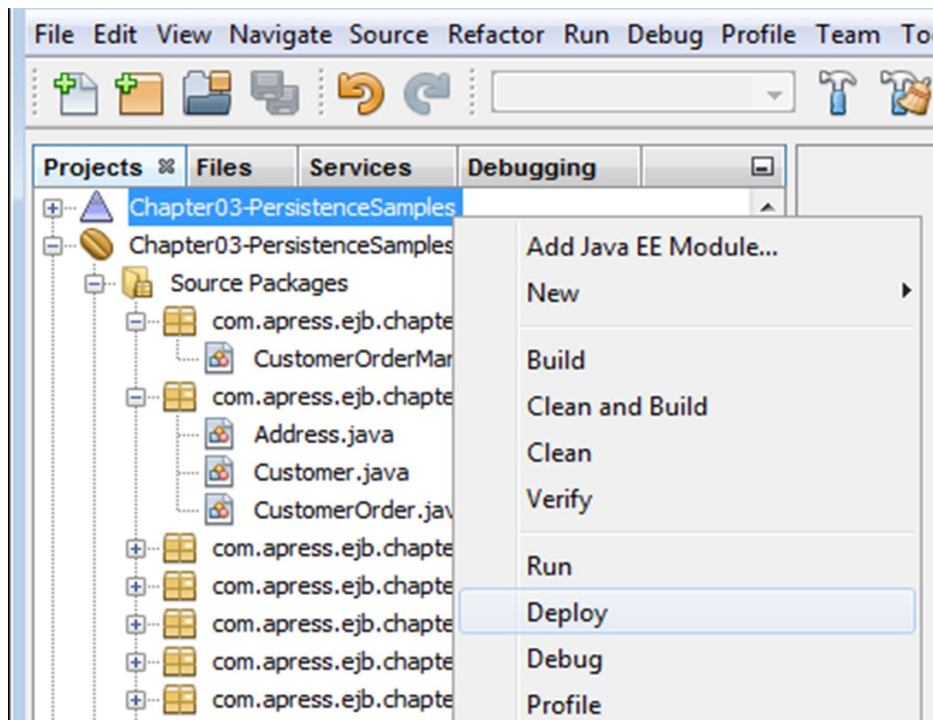 File Edit View Navigate Source Refactor Run Debug Profile Team To
Projects Files Services Debugging
Chapter03-PersistenceSamples
Chapter03-PersistenceSamples
Source Packages
com.apress.ejb.chapte
CustomerOrderMar
com.apress.ejb.chapte
Address.java
Customer.java
CustomerOrder.jav
com.apress.ejb.chapte
com.apress.ejb.chapte
com.apress.ejb.chapte
com.apress.ejb.chapte
com.apress.ejb.chapte
Add Java EE Module...
New
Build
Clean and Build
Clean
Verify
Run
Deploy
Debug
Profile